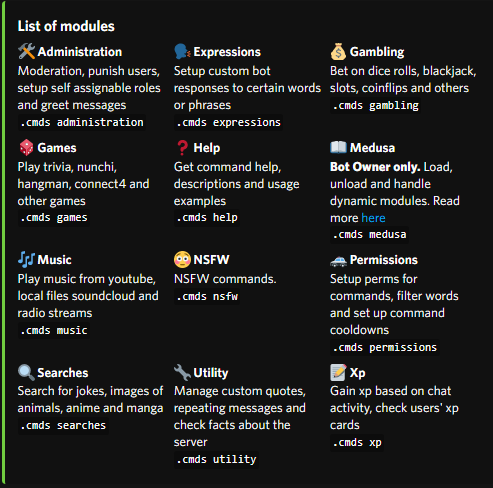 List of modules
Administration
Moderation, punish users,
setup self assignable roles
and greet messages
.cmds administration
Expressions
Setup custom bot
responses to certain words
or phrases
.cmds expressions
Gambling
Bet on dice rolls, blackjack,
slots, coinflips and others
.cmds gambling
Games
Play trivia, nunchi,
hangman, connect4 and
other games
.cmds games
Help
Get command help,
descriptions and usage
examples
.cmds help
Medusa
Bot Owner only. Load,
unload and handle
dynamic modules. Read
more here
.cmds medusa
Music
Play music from youtube,
local files soundcloud and
radio streams
.cmds music
NSFW
NSFW commands.
.cmds nsfw
Permissions
Setup perms for
commands, filter words
and set up command
cooldowns
.cmds permissions
Searches
Search for jokes, images of
animals, anime and manga
.cmds searches
Utility
Manage custom quotes,
repeating messages and
check facts about the
server
.cmds utility
Xp
Gain xp based on chat
activity, check users' xp
cards
.cmds xp